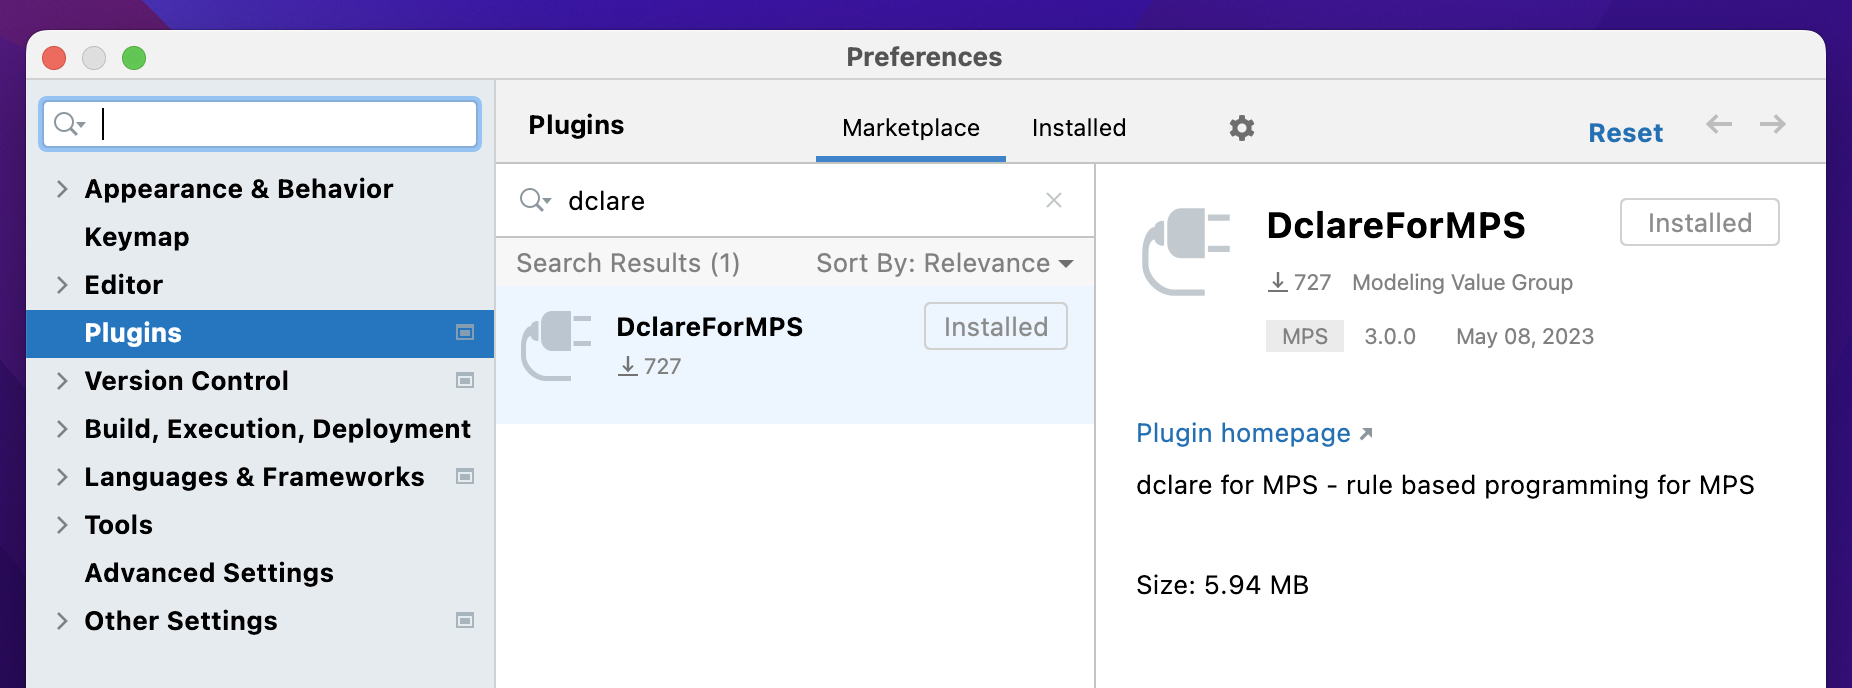 Preferences
Appearance & Behavior
Keymap
Editor
Plugins
Version Control
Build, Execution, Deployment
Languages & Frameworks
Tools
Advanced Settings
Other Settings
Plugins
Marketplace
Installed
Reset
dclare
Search Results (1)
Sort By: Relevance
DclareForMPS
Installed
727
DclareForMPS
Installed
727 Modeling Value Group
MPS 3.0.0 May 08, 2023
Plugin homepage
dclare for MPS - rule based programming for MPS
Size: 5.94 MB